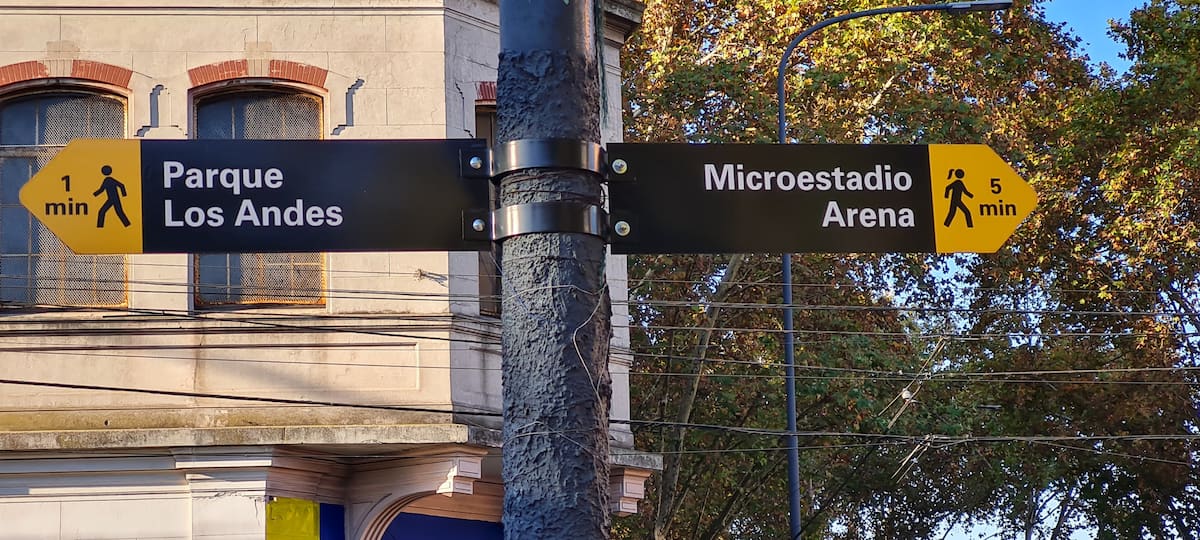 1
min
Parque
Los Andes
Microestadio
Arena
5
min